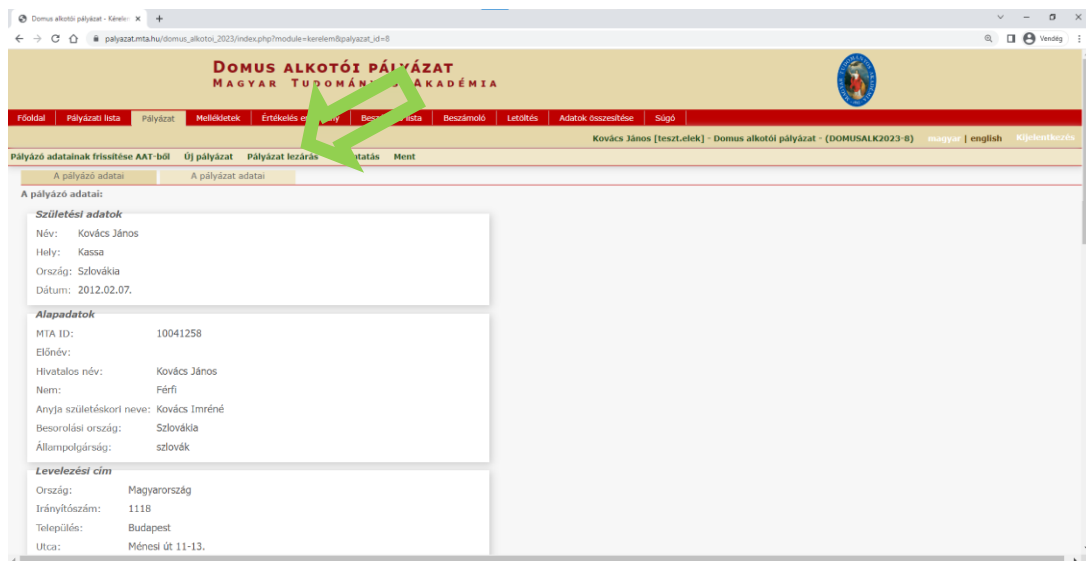 Domus alkotói pályázat - Kérele
palyazat.mta.hu/domus_alkotoi_2023/index.php?module=kerelem&palyazat_id=8
Vendég
DOMUS ALKOTÓI PÁLYÁZAT
MAGYAR AKADÉMIA
Főoldal Pályázati lista Pályázat Mellékletek Értékelés lista Beszámoló Letöltés Adatok összesítése Súgó
Kovács János [teszt.elek] - Domus alkotói pályázat - (DOMUSALK2023-8) magyar | english Kijelentkezés
Pályázó adatainak frissítése AAT-ből Új pályázat Pályázat lezárás Ment
A pályázó adatai A pályázat adatai
A pályázó adatai:
Születési adatok
Név: Kovács János
Hely: Kassa
Ország: Szlovákia
Dátum: 2012.02.07.
Alapadatok
MTA ID: 10041258
Előnév:
Hivatalos név: Kovács János
Nem: Férfi
Anyja születéskori neve: Kovács Imréné
Besorolási ország: Szlovákia
Állampolgárság: szlovák
Levelezési cím
Ország: Magyarország
Irányítószám: 1118
Település: Budapest
Utca: Ménesi út 11-13.